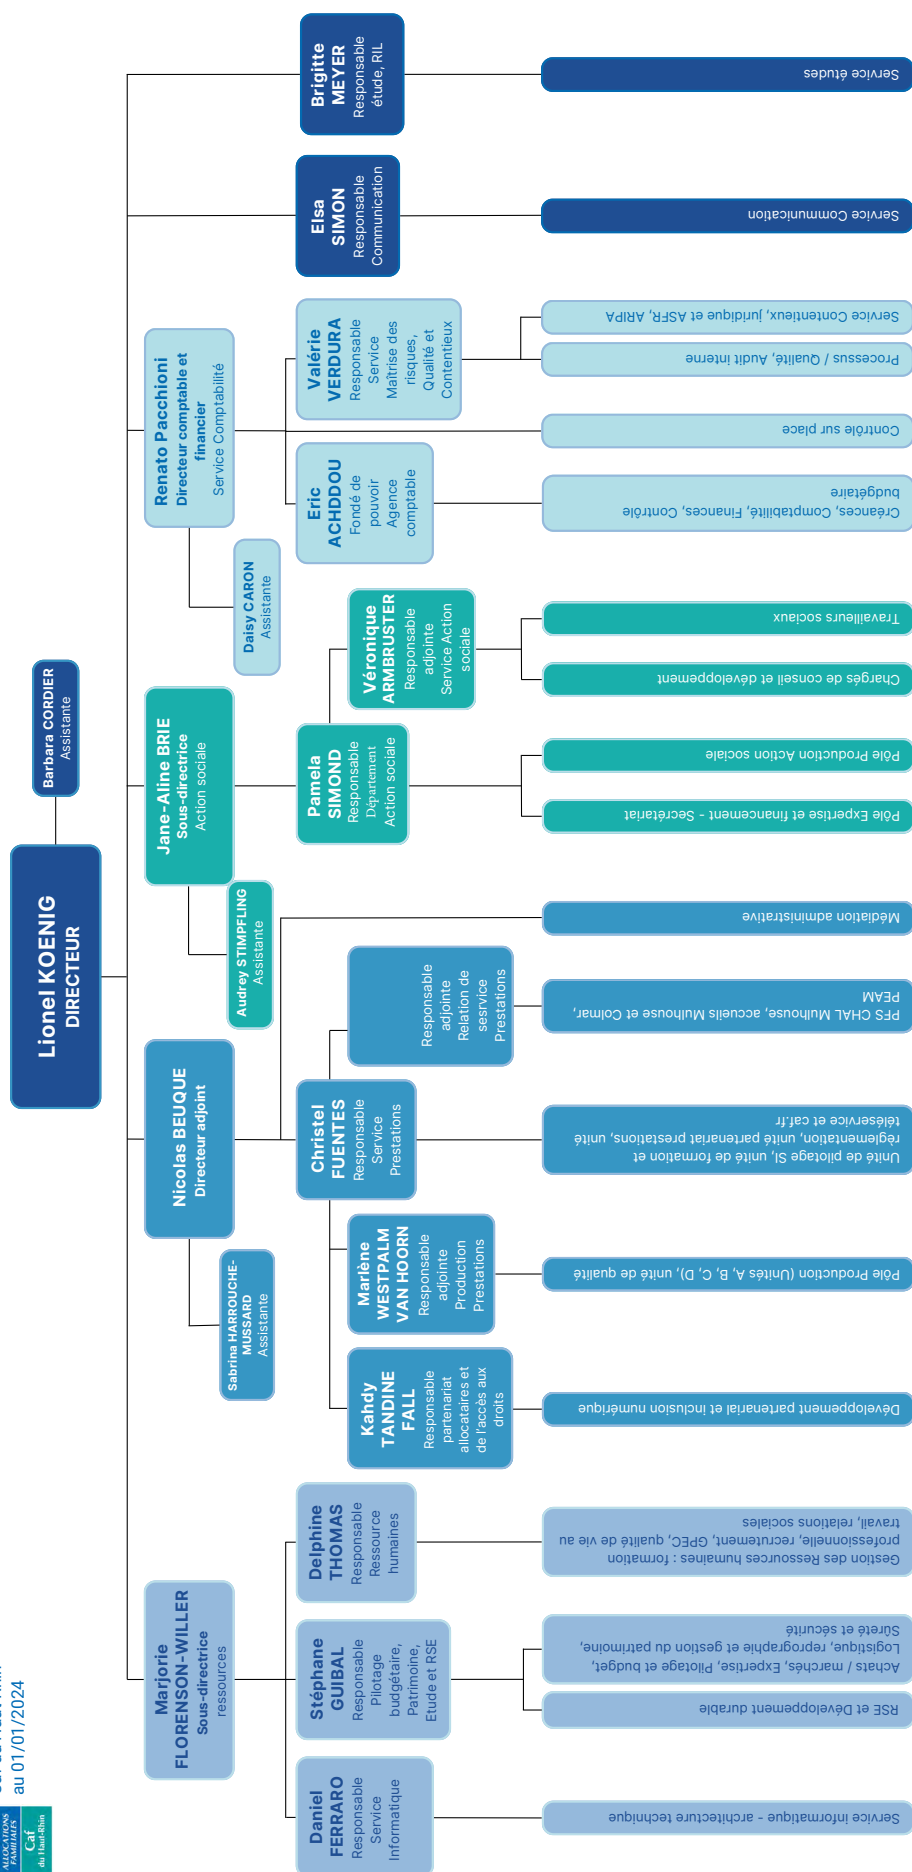 ALLOCATIONS
FAMILIALES
Caf
du Haut-Rhin
au 01/01/2024
Lionel KOENIG
DIRECTEUR
Barbara CORDIER
Assistante
Marjorie
FLORENSON-WILLER
Sous-directrice
ressources
Nicolas BEUQUE
Directeur adjoint
Jane-Aline BRIE
Sous-directrice
Action sociale
Renato Pacchioni
Directeur comptable et
financier
Service Comptabilité
Sabrina HARROUCHE-
MUSSARD
Assistante
Audrey STIMPFLING
Assistante
Daisy CARON
Assistante
Daniel
FERRARO
Responsable
Service
Informatique
Stéphane
GUIBAL
Responsable
Pilotage
budgétaire,
Patrimoine,
Etude et RSE
Delphine
THOMAS
Responsable
Ressource
humaines
Kahdy
TANDINE
FALL
Responsable
partenariat
allocataires et
de l'accès aux
droits
Marlène
WESTPALM
VAN HOORN
Responsable
adjointe
Production
Prestations
Christel
FUENTES
Responsable
Service
Prestations
Responsable
adjointe
Relation de
sesrvice
Prestations
Pamela
SIMOND
Responsable
Département
Action sociale
Véronique
ARMBRUSTER
Responsable
adjointe
Service Action
sociale
Eric
ACHDDOU
Fondé de
pouvoir
Agence
comptable
Valérie
VERDURA
Responsable
Service
Maîtrise des
risques,
Qualité et
Contentieux
Elsa
SIMON
Responsable
Communication
Brigitte
MEYER
Responsable
étude, RIL
Service informatique - architecture technique
RSE et Développement durable
Achats / marchés, Expertise, Pilotage et budget,
Logistique, reprographie et gestion du patrimoine,
Sûreté et sécurité
Gestion des Ressources humaines : formation
professionnelle, recrutement, GPEC, qualité de vie au
travail, relations sociales
Développement partenarial et inclusion numérique
Pôle Production (Unités A, B, C, D), unité de qualité
Unité de pilotage SI, unité de formation et
règlementation, unité partenariat prestations, unité
téléservice et caf.fr
PFS CHAL Mulhouse, accueils Mulhouse et Colmar,
PEAM
Médiation administrative
Pôle Expertise et financement - Secrétariat
Pôle Production Action sociale
Chargés de conseil et développement
Travailleurs sociaux
Créances, Comptabilité, Finances, Contrôle
budgétaire
Contrôle sur place
Processus / Qualité, Audit interne
Service Contentieux, juridique et ASFR, ARIPA
Service Communication
Service études